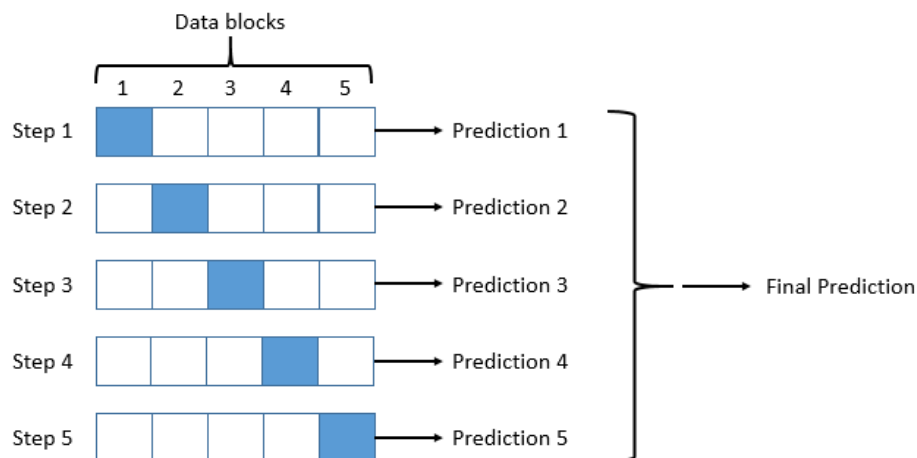 Data blocks
1 2 3 4 5
Step 1 Prediction 1
Step 2 Prediction 2
Step 3 Prediction 3
Final Prediction
Step 4 Prediction 4
Step 5 Prediction 5